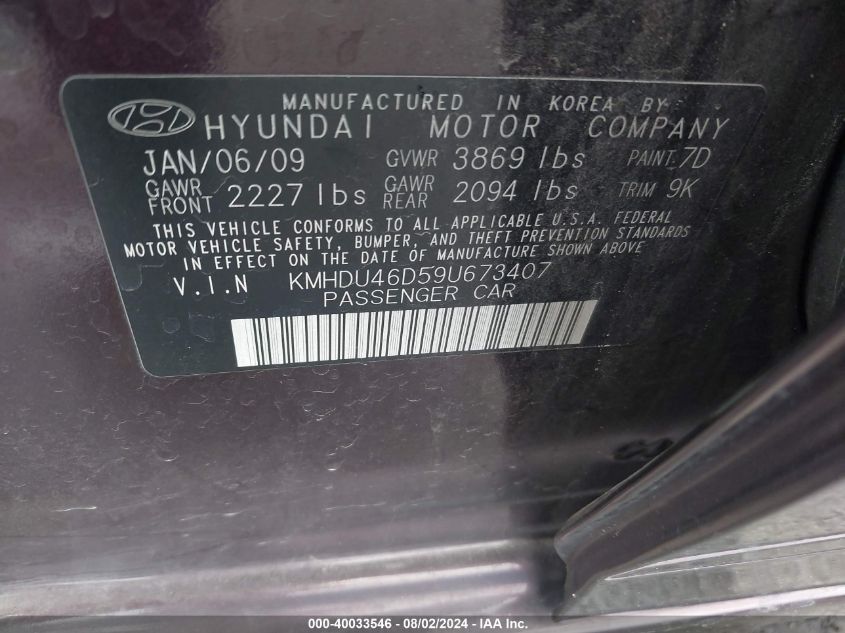 MANUFACTURED IN KOREA BY
HYUNDAI MOTOR COMPANY
JAN/06/09 GVWR 3869 lbs PAINT 7D
GAWR FRONT 2227 lbs GAWR REAR 2094 lbs TRIM 9K
THIS VEHICLE CONFORMS TO ALL APPLICABLE U.S.A. FEDERAL
MOTOR VEHICLE SAFETY, BUMPER, AND THEFT PREVENTION STANDARDS
IN EFFECT ON THE DATE OF MANUFACTURE SHOWN ABOVE
V.I.N KMHDU46D59U673407
PASSENGER CAR
000-40033546 - 08/02/2024 - IAA Inc.